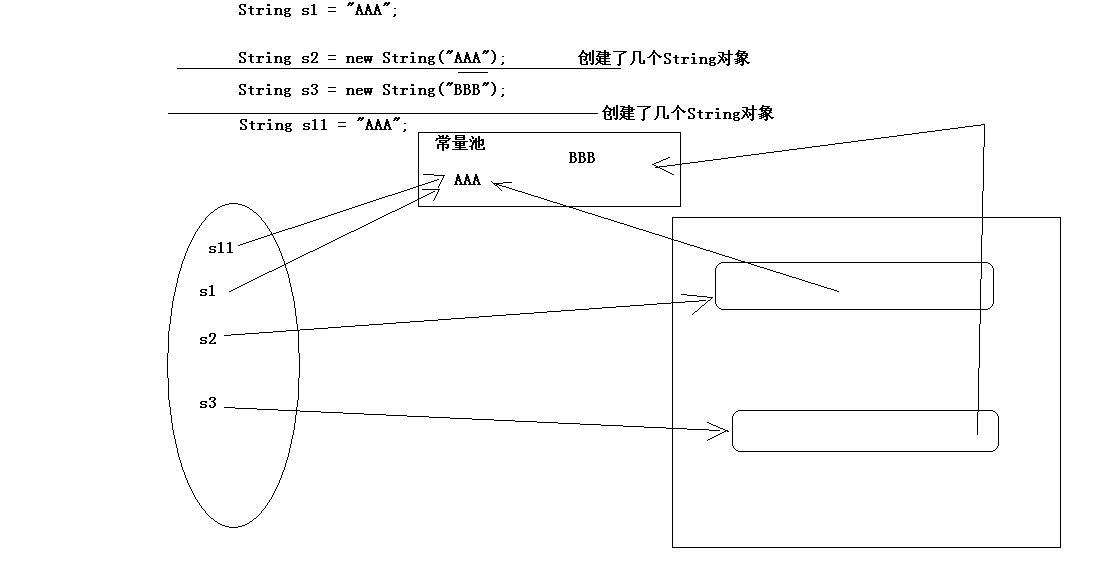 String s1 = "AAA";
String s2 = new String("AAA"); 创建了几个String对象
String s3 = new String("BBB");
创建了几个String对象
String s11 = "AAA";
常量池
BBB
AAA
s11
s1
s2
s3